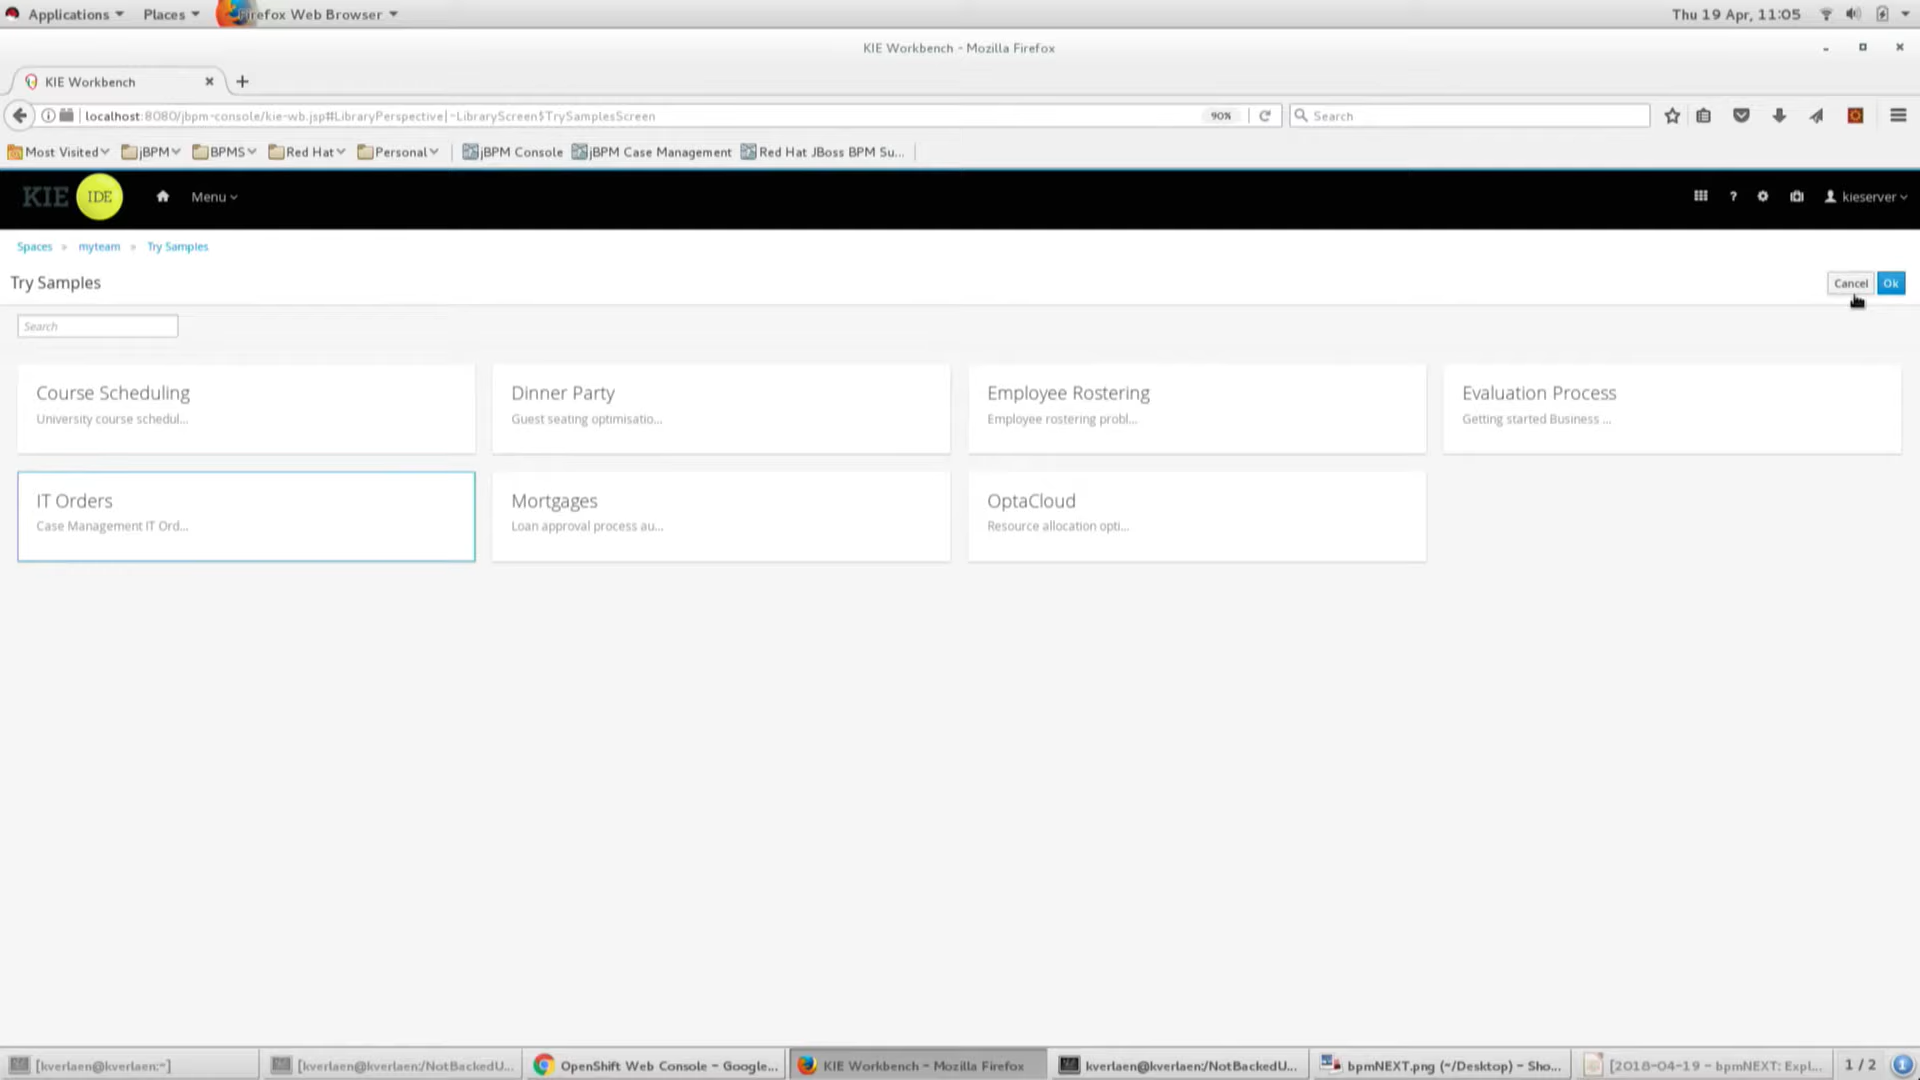 Applications Places Firefox Web Browser Thu 19 Apr, 11:05
KIE Workbench - Mozilla Firefox
KIE Workbench
localhost:8080/jbpm-console/kie-wb.jsp#LibraryPerspective|~LibraryScreen$TrySamplesScreen 90% Search
Most Visited jBPM BPMS Red Hat Personal jBPM Console jBPM Case Management Red Hat JBoss BPM Su...
KIE IDE Menu ? kieserver
Spaces » myteam » Try Samples
Try Samples Cancel Ok
Search
Course Scheduling Dinner Party Employee Rostering Evaluation Process
University course schedul... Guest seating optimisatio... Employee rostering probl... Getting started Business ...
IT Orders Mortgages OptaCloud
Case Management IT Ord... Loan approval process au... Resource allocation opti...
[kverlaen@kverlaen:~] [kverlaen@kverlaen:/NotBackedU... OpenShift Web Console - Google... KIE Workbench - Mozilla Firefox kverlaen@kverlaen:/NotBackedU... bpmNEXT.png (~/Desktop) - Sho... [2018-04-19 - bpmNEXT: Expl... 1 / 2 1